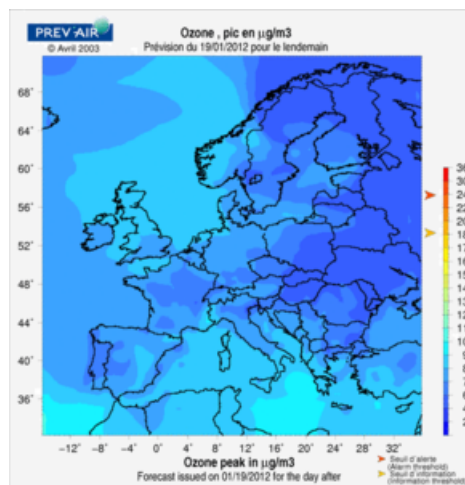 PREV'AIR
© Avril 2003
Ozone , pic en µg/m3
Prévision du 19/01/2012 pour le lendemain
68°
64°
60°
56°
52°
48°
44°
40°
36°
−12° −8° −4° 0° 4° 8° 12° 16° 20° 24° 28° 32°
Ozone peak in µg/m3
Forecast issued on 01/19/2012 for the day after
Seuil d'alerte
(Alarm threshold)
Seuil d'information
(Information threshold)